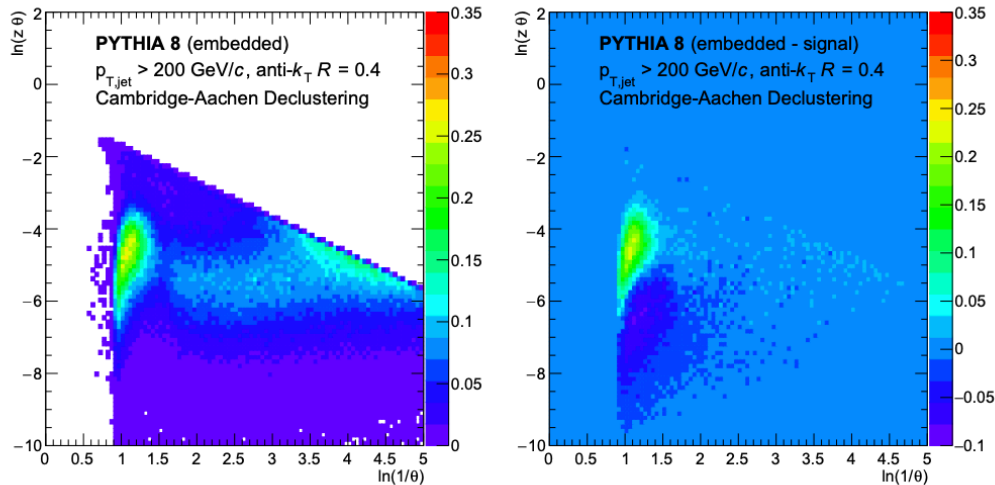 ln(z θ)
2
0
−2
−4
−6
−8
−10
PYTHIA 8 (embedded)
p_T,jet > 200 GeV/c, anti-k_T R = 0.4
Cambridge-Aachen Declustering
0 0.5 1 1.5 2 2.5 3 3.5 4 4.5 5
ln(1/θ)
0.35
0.3
0.25
0.2
0.15
0.1
0.05
0
ln(z θ)
2
0
−2
−4
−6
−8
−10
PYTHIA 8 (embedded - signal)
p_T,jet > 200 GeV/c, anti-k_T R = 0.4
Cambridge-Aachen Declustering
0 0.5 1 1.5 2 2.5 3 3.5 4 4.5 5
ln(1/θ)
0.35
0.3
0.25
0.2
0.15
0.1
0.05
0
−0.05
−0.1